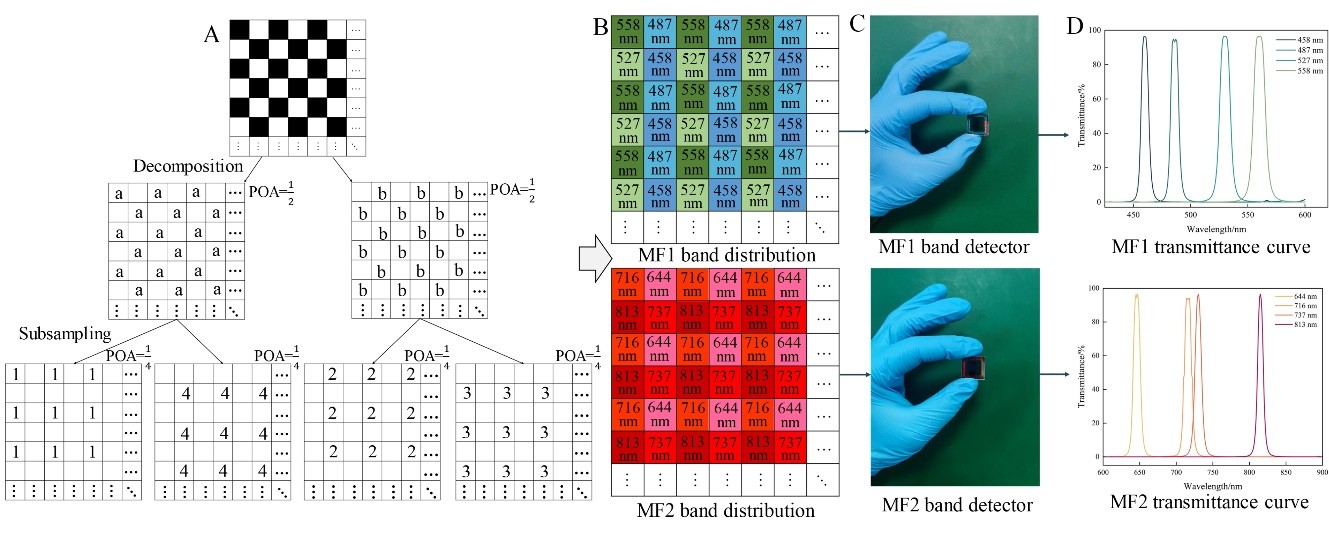 A
Decomposition
a a a ... POA=1/2
a a a ...
a a a ...
a a a ...
a a a ...
a a a ...
b b b ... POA=1/2
b b b ...
b b b ...
b b b ...
b b b ...
b b b ...
Subsampling
POA=1/4
1 1 1 ...
1 1 1 ...
1 1 1 ...
POA=1/4
4 4 4 ...
4 4 4 ...
4 4 4 ...
POA=1/4
2 2 2 ...
2 2 2 ...
2 2 2 ...
POA=1/4
3 3 3 ...
3 3 3 ...
3 3 3 ...
B
558 nm 487 nm 558 nm 487 nm 558 nm 487 nm ...
527 nm 458 nm 527 nm 458 nm 527 nm 458 nm ...
558 nm 487 nm 558 nm 487 nm 558 nm 487 nm ...
527 nm 458 nm 527 nm 458 nm 527 nm 458 nm ...
558 nm 487 nm 558 nm 487 nm 558 nm 487 nm ...
527 nm 458 nm 527 nm 458 nm 527 nm 458 nm ...
MF1 band distribution
716 nm 644 nm 716 nm 644 nm 716 nm 644 nm ...
813 nm 737 nm 813 nm 737 nm 813 nm 737 nm ...
716 nm 644 nm 716 nm 644 nm 716 nm 644 nm ...
813 nm 737 nm 813 nm 737 nm 813 nm 737 nm ...
716 nm 644 nm 716 nm 644 nm 716 nm 644 nm ...
813 nm 737 nm 813 nm 737 nm 813 nm 737 nm ...
MF2 band distribution
C
MF1 band detector
MF2 band detector
D
Transmittance/%
100
80
60
40
20
0
458 nm
487 nm
527 nm
558 nm
450 500 550 600
Wavelength/nm
MF1 transmittance curve
Transmittance/%
100
80
60
40
20
0
644 nm
716 nm
737 nm
813 nm
600 650 700 750 800 850 900
Wavelength/nm
MF2 transmittance curve